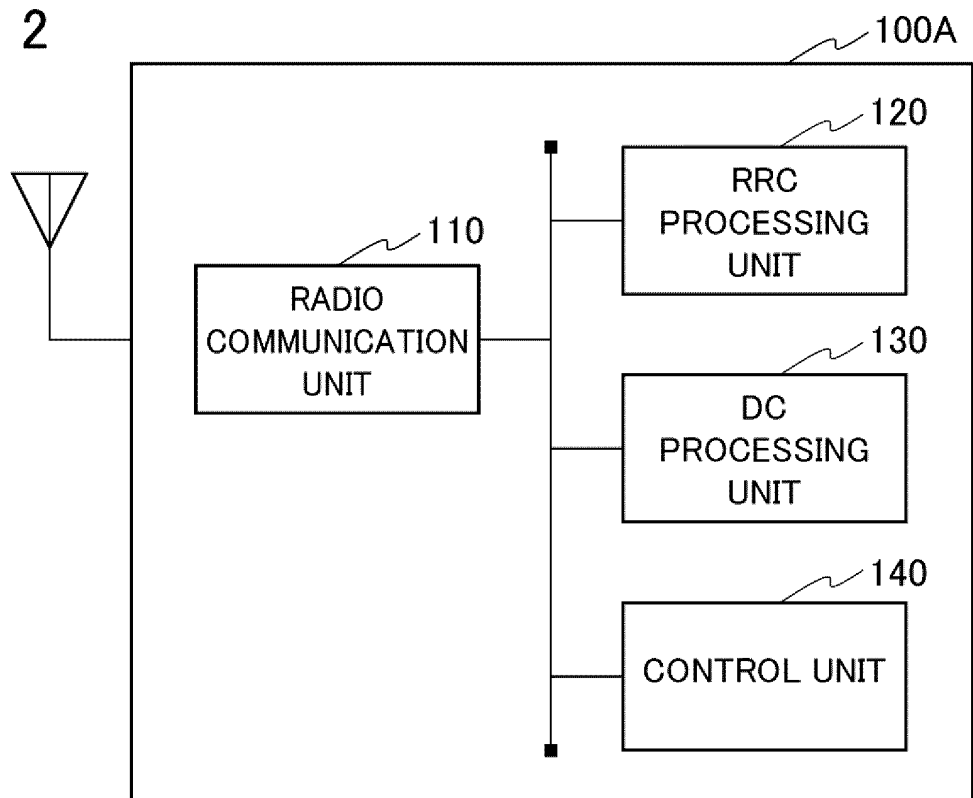 2
100A
120
RRC
PROCESSING
UNIT
110
RADIO
COMMUNICATION
UNIT
130
DC
PROCESSING
UNIT
140
CONTROL UNIT